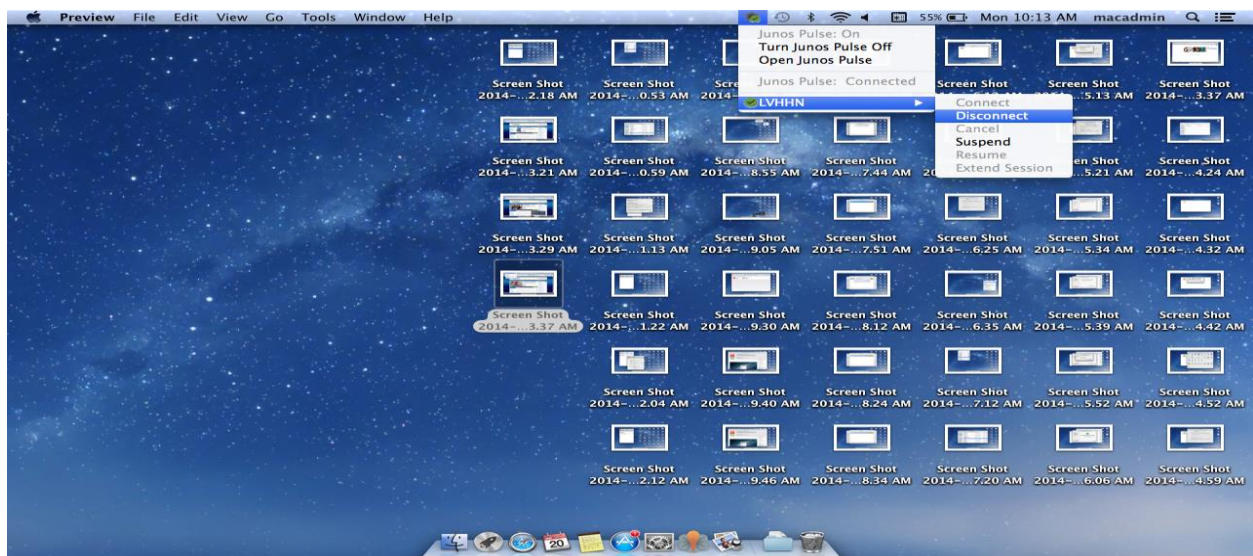 Preview File Edit View Go Tools Window Help 55% Mon 10:13 AM macadmin
Junos Pulse: On
Turn Junos Pulse Off
Open Junos Pulse
Junos Pulse: Connected
LVHHN
Connect
Disconnect
Cancel
Suspend
Resume
Extend Session
Screen Shot Screen Shot Scre Screen Shot Screen Shot Screen Shot
2014-...2.18 AM 2014-...0.53 AM 2014- ...5.13 AM 2014-...3.37 AM
Screen Shot Screen Shot Screen Shot Screen Shot en Shot Screen Shot
2014-...3.21 AM 2014-...0.59 AM 2014-...8.55 AM 2014-...7.44 AM 20 ...5.21 AM 2014-...4.24 AM
Screen Shot Screen Shot Screen Shot Screen Shot Screen Shot Screen Shot Screen Shot
2014-...3.29 AM 2014-...1.13 AM 2014-...9.05 AM 2014-...7.51 AM 2014-...6.25 AM 2014-...5.34 AM 2014-...4.32 AM
Screen Shot Screen Shot Screen Shot Screen Shot Screen Shot Screen Shot Screen Shot
2014-...3.37 AM 2014-...1.22 AM 2014-...9.30 AM 2014-...8.12 AM 2014-...6.35 AM 2014-...5.39 AM 2014-...4.42 AM
Screen Shot Screen Shot Screen Shot Screen Shot Screen Shot Screen Shot
2014-...2.04 AM 2014-...9.40 AM 2014-...8.24 AM 2014-...7.12 AM 2014-...5.52 AM 2014-...4.52 AM
Screen Shot Screen Shot Screen Shot Screen Shot Screen Shot Screen Shot
2014-...2.12 AM 2014-...9.46 AM 2014-...8.34 AM 2014-...7.20 AM 2014-...6.06 AM 2014-...4.59 AM
20